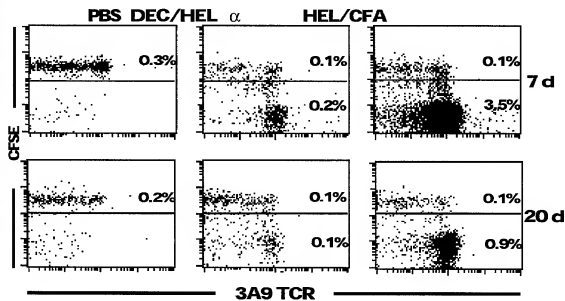 PBS DEC/HEL α HEL/CFA
0.3% 0.1% 0.1%
0.2% 3.5%
7 d
CFSE
0.2% 0.1% 0.1%
0.1% 0.9%
20 d
3A9 TCR